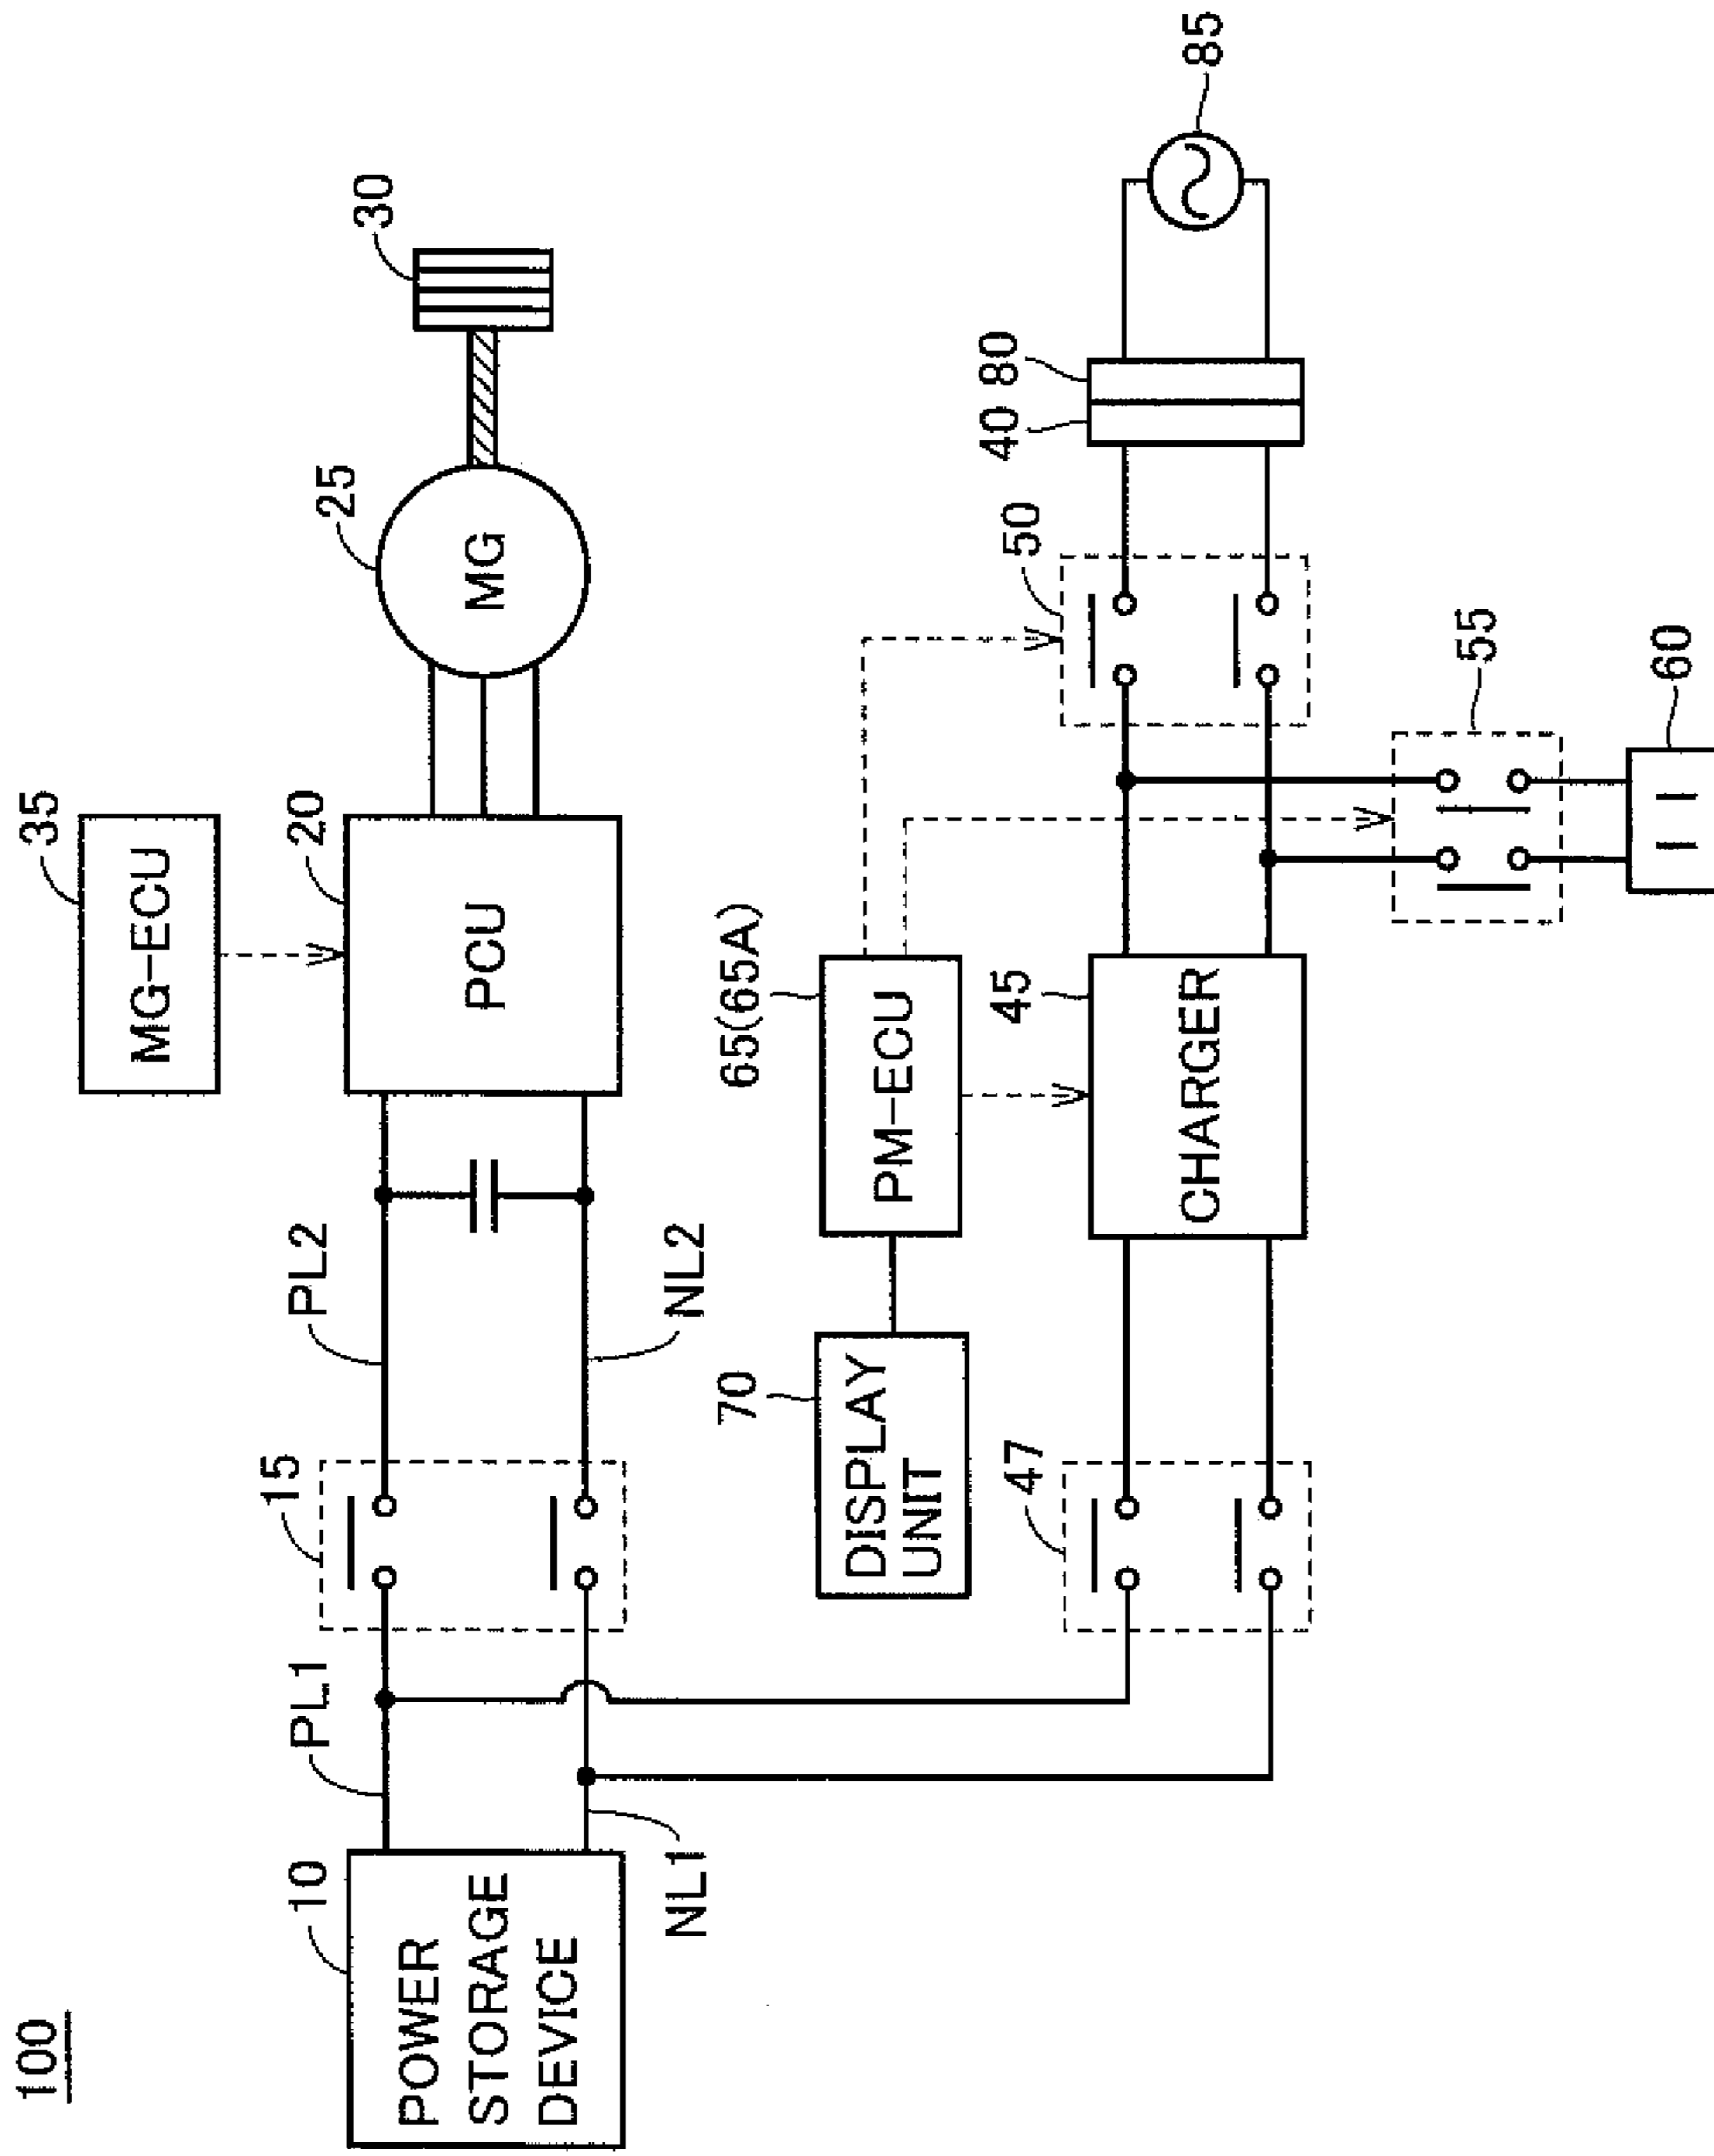 100
35
MG-ECU
10
POWER
STORAGE
DEVICE
PL1
NL1
15
PL2
NL2
20
PCU
25
MG
30
70
DISPLAY
UNIT
65(65A)
PM-ECU
47
45
CHARGER
50
40
80
85
55
60